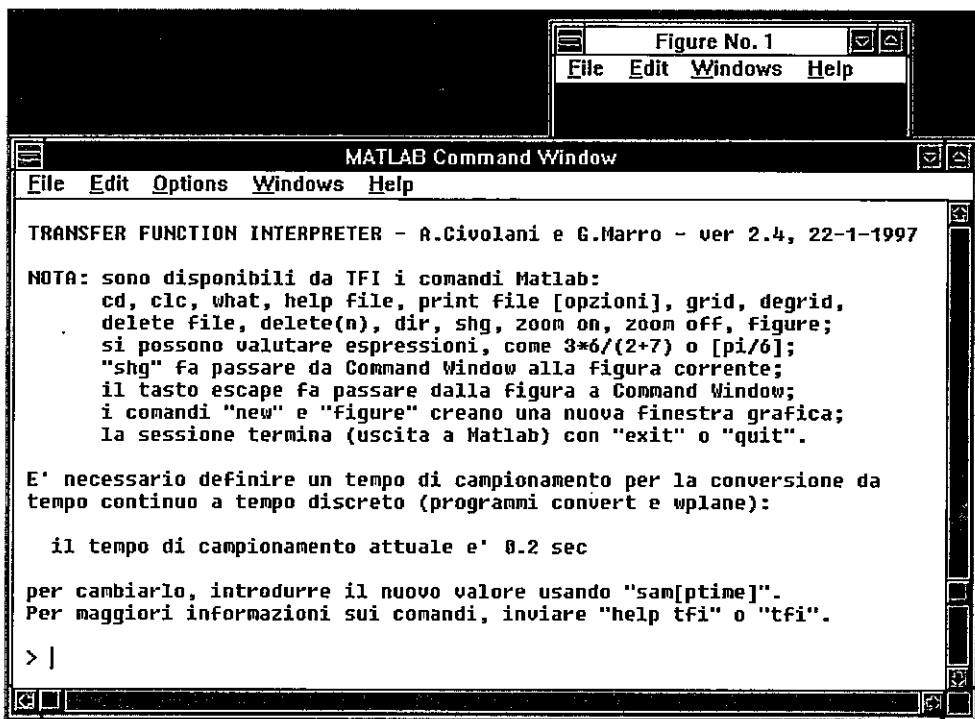 Figure No. 1
File Edit Windows Help
MATLAB Command Window
File Edit Options Windows Help
TRANSFER FUNCTION INTERPRETER - A.Civolani e G.Marro - ver 2.4, 22-1-1997
NOTA: sono disponibili da TFI i comandi Matlab:
cd, clc, what, help file, print file [opzioni], grid, degrid,
delete file, delete(n), dir, shg, zoom on, zoom off, figure;
si possono valutare espressioni, come 3*6/(2+7) o [pi/6];
"shg" fa passare da Command Window alla figura corrente;
il tasto escape fa passare dalla figura a Command Window;
i comandi "new" e "figure" creano una nuova finestra grafica;
la sessione termina (uscita a Matlab) con "exit" o "quit".
E' necessario definire un tempo di campionamento per la conversione da
tempo continuo a tempo discreto (programmi convert e wplane):
il tempo di campionamento attuale e' 0.2 sec
per cambiarlo, introdurre il nuovo valore usando "sam[ptime]".
Per maggiori informazioni sui comandi, inviare "help tfi" o "tfi".
> |